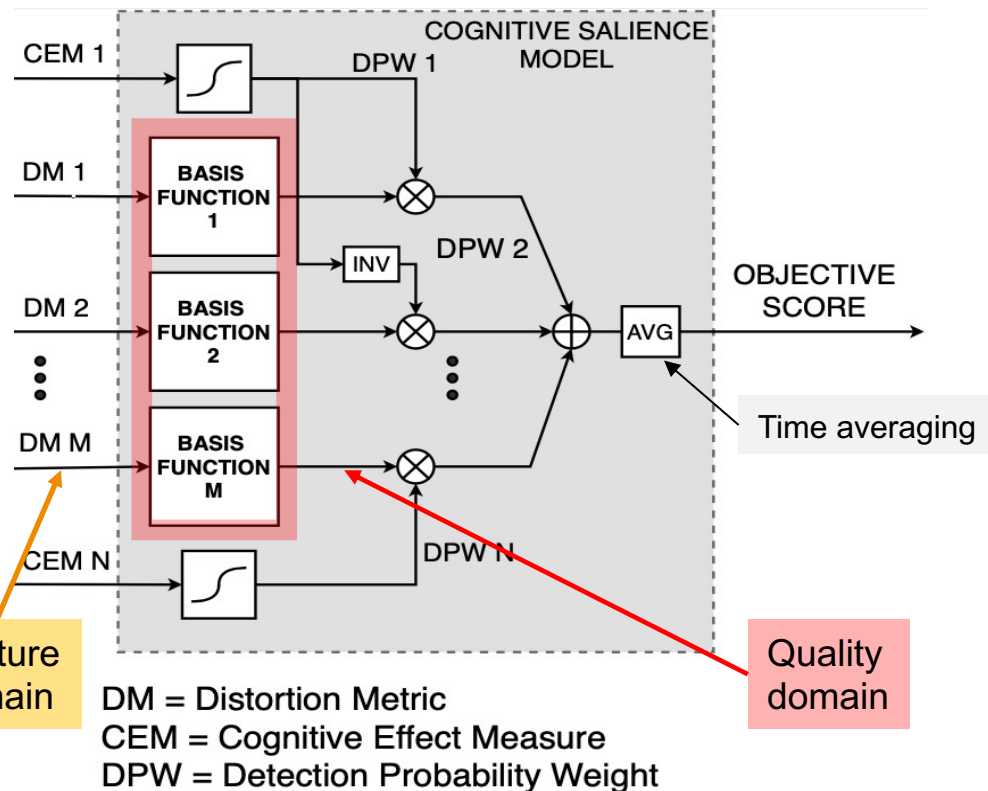 COGNITIVE SALIENCE
MODEL
CEM 1
DPW 1
DM 1
BASIS
FUNCTION
1
DPW 2
INV
OBJECTIVE
SCORE
DM 2
BASIS
FUNCTION
2
AVG
Time averaging
DM M
BASIS
FUNCTION
M
DPW N
CEM N
ture
nain
Quality
domain
DM = Distortion Metric
CEM = Cognitive Effect Measure
DPW = Detection Probability Weight